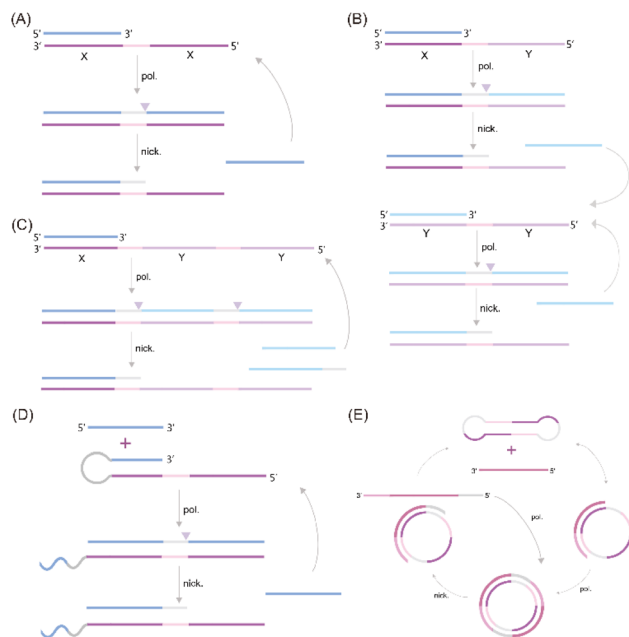 (A)
5′ 3′
3′ 5′
X X
pol.
nick.
(B)
5′ 3′
3′ 5′
X Y
pol.
nick.
5′ 3′
3′ 5′
Y Y
pol.
nick.
(C)
5′ 3′
3′ 5′
X Y Y
pol.
nick.
(D)
5′ 3′
+
3′
5′
pol.
nick.
(E)
+
3′ 5′
3′ 5′
pol.
nick. pol.